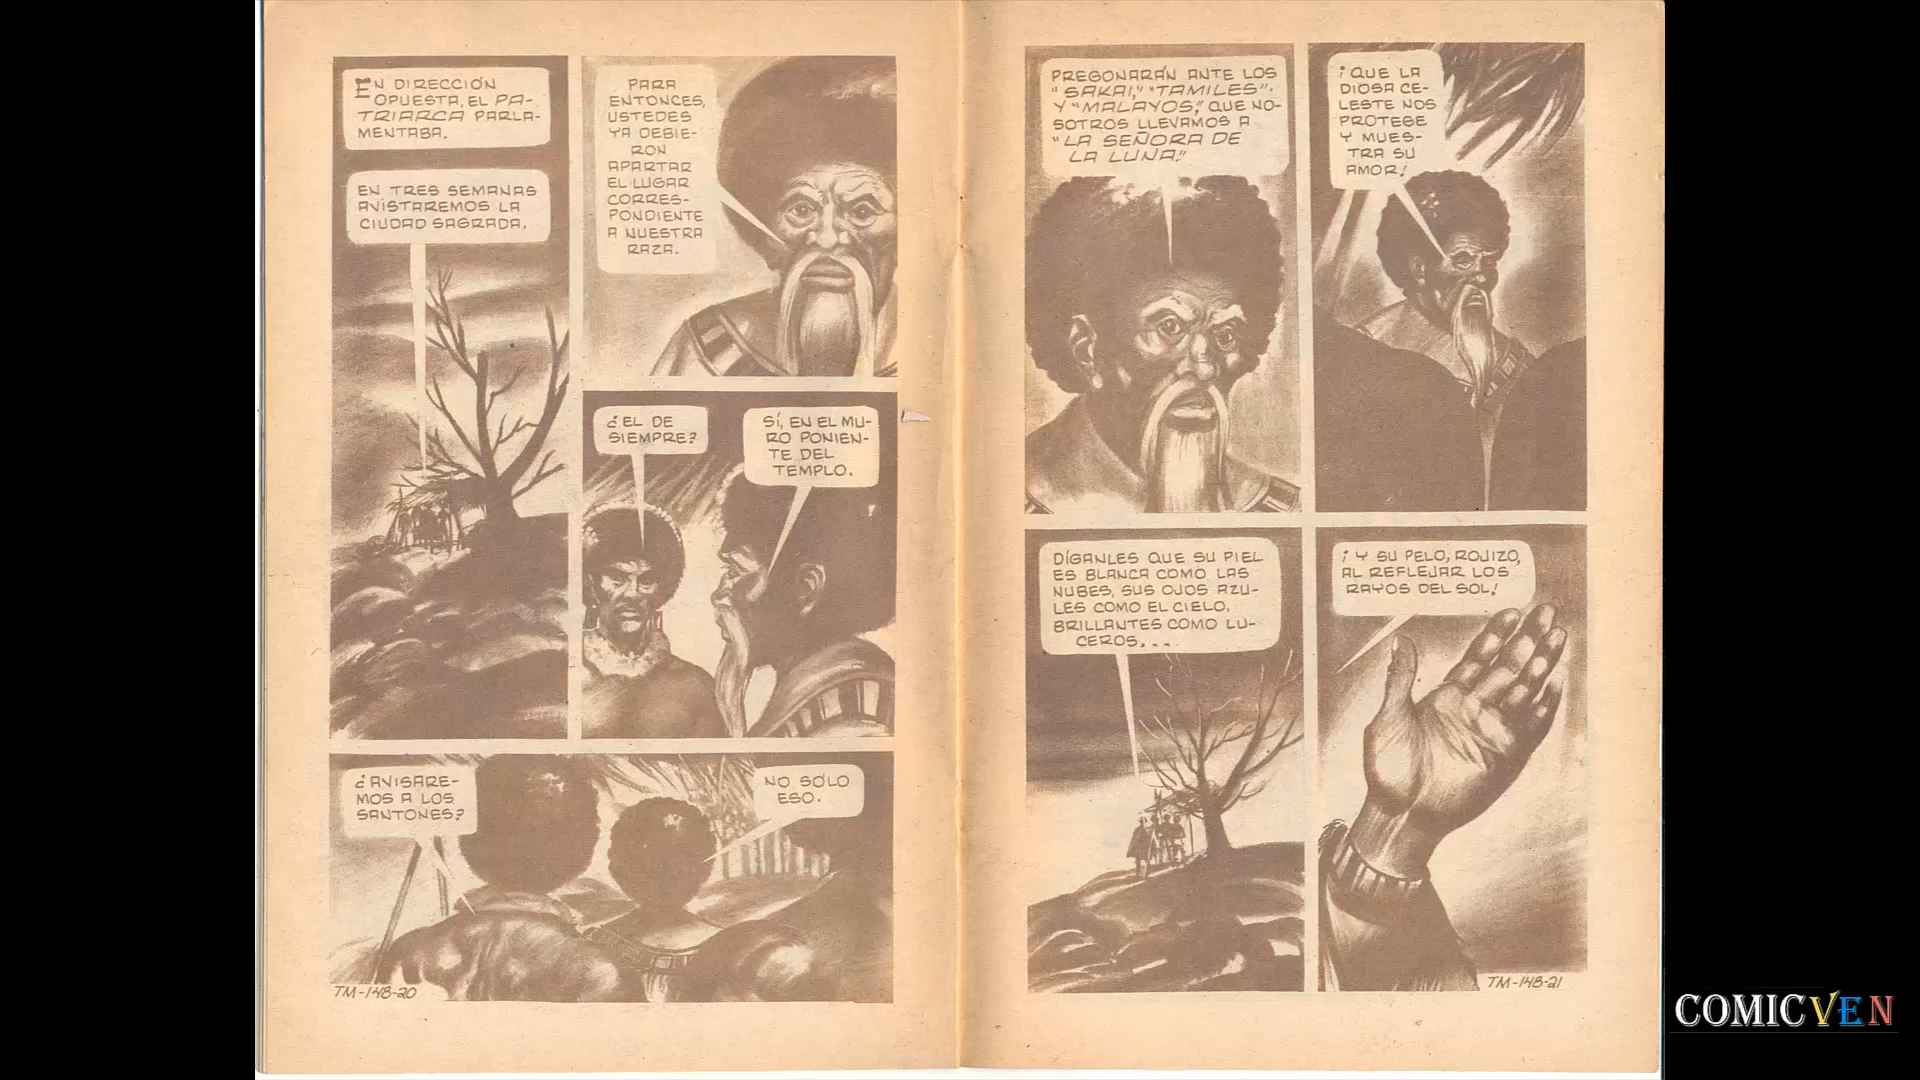 EN DIRECCIÓN
OPUESTA, EL PA-
TRIARCA PARLA-
MENTABA.
EN TRES SEMANAS
AVISTAREMOS LA
CIUDAD SAGRADA.
PARA
ENTONCES,
USTEDES
YA DEBIE-
RON
APARTAR
EL LUGAR
CORRES-
PONDIENTE
A NUESTRA
RAZA.
¿EL DE
SIEMPRE?
SÍ, EN EL MU-
RO PONIEN-
TE DEL
TEMPLO.
¿AVISARE-
MOS A LOS
SANTONES?
NO SÓLO
ESO.
TM-148-20
PREGONARÁN ANTE LOS
"SAKAI," "TAMILES".
Y "MALAYOS," QUE NO-
SOTROS LLEVAMOS A
"LA SEÑORA DE
LA LUNA."
¡QUE LA
DIOSA CE-
LESTE NOS
PROTEGE
Y MUES-
TRA SU
AMOR!
DÍGANLES QUE SU PIEL
ES BLANCA COMO LAS
NUBES, SUS OJOS AZU-
LES COMO EL CIELO,
BRILLANTES COMO LU-
CEROS....
¡Y SU PELO, ROJIZO,
AL REFLEJAR LOS
RAYOS DEL SOL!
TM-148-21
COMICVEN